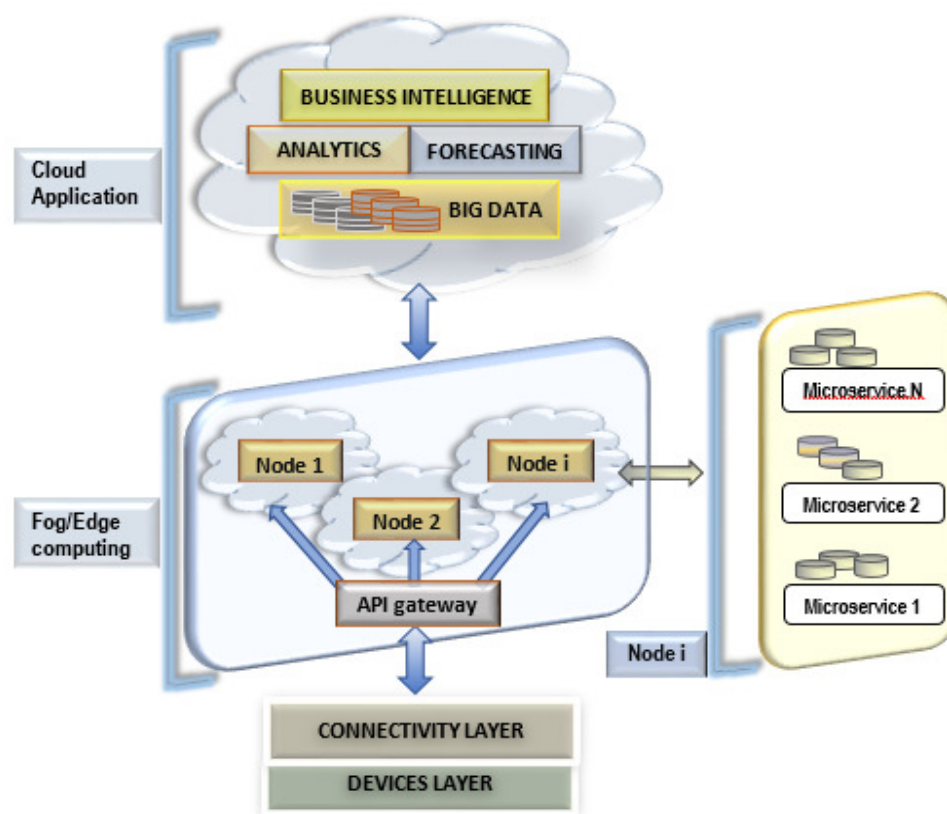 BUSINESS INTELLIGENCE
ANALYTICS
FORECASTING
BIG DATA
Cloud
Application
Node 1
Node i
Node 2
API gateway
Fog/Edge
computing
Microservice N
Microservice 2
Microservice 1
Node i
CONNECTIVITY LAYER
DEVICES LAYER